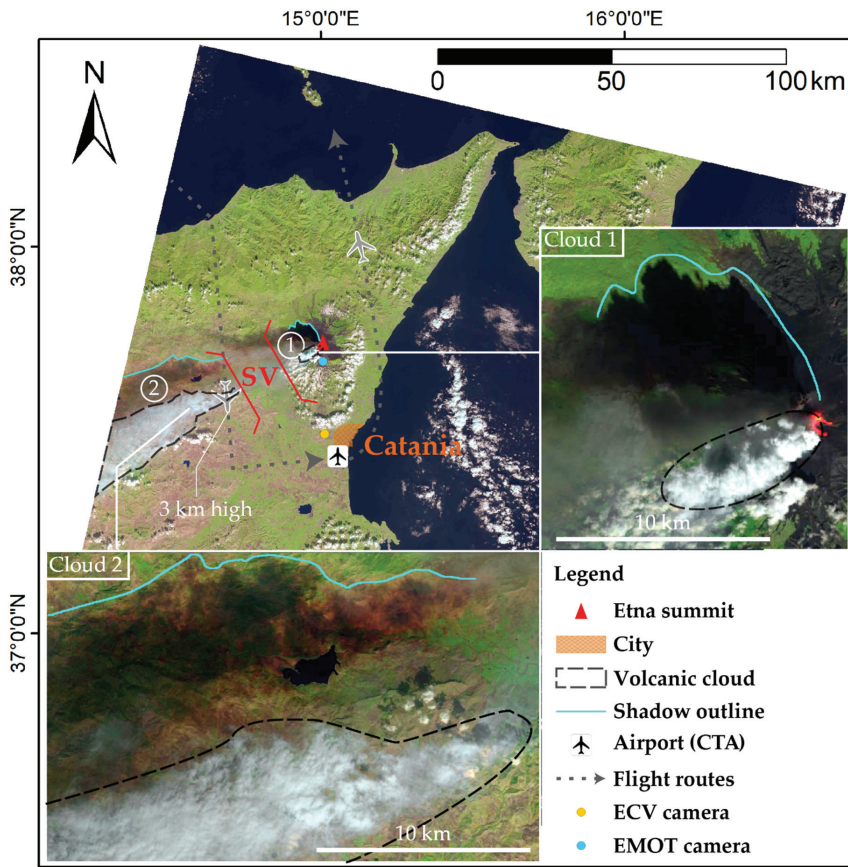 15°0'0"E
16°0'0"E
N
0
50
100 km
38°0'0"N
37°0'0"N
1
2
SV
Catania
3 km high
Cloud 1
10 km
Cloud 2
10 km
Legend
Etna summit
City
Volcanic cloud
Shadow outline
Airport (CTA)
Flight routes
ECV camera
EMOT camera